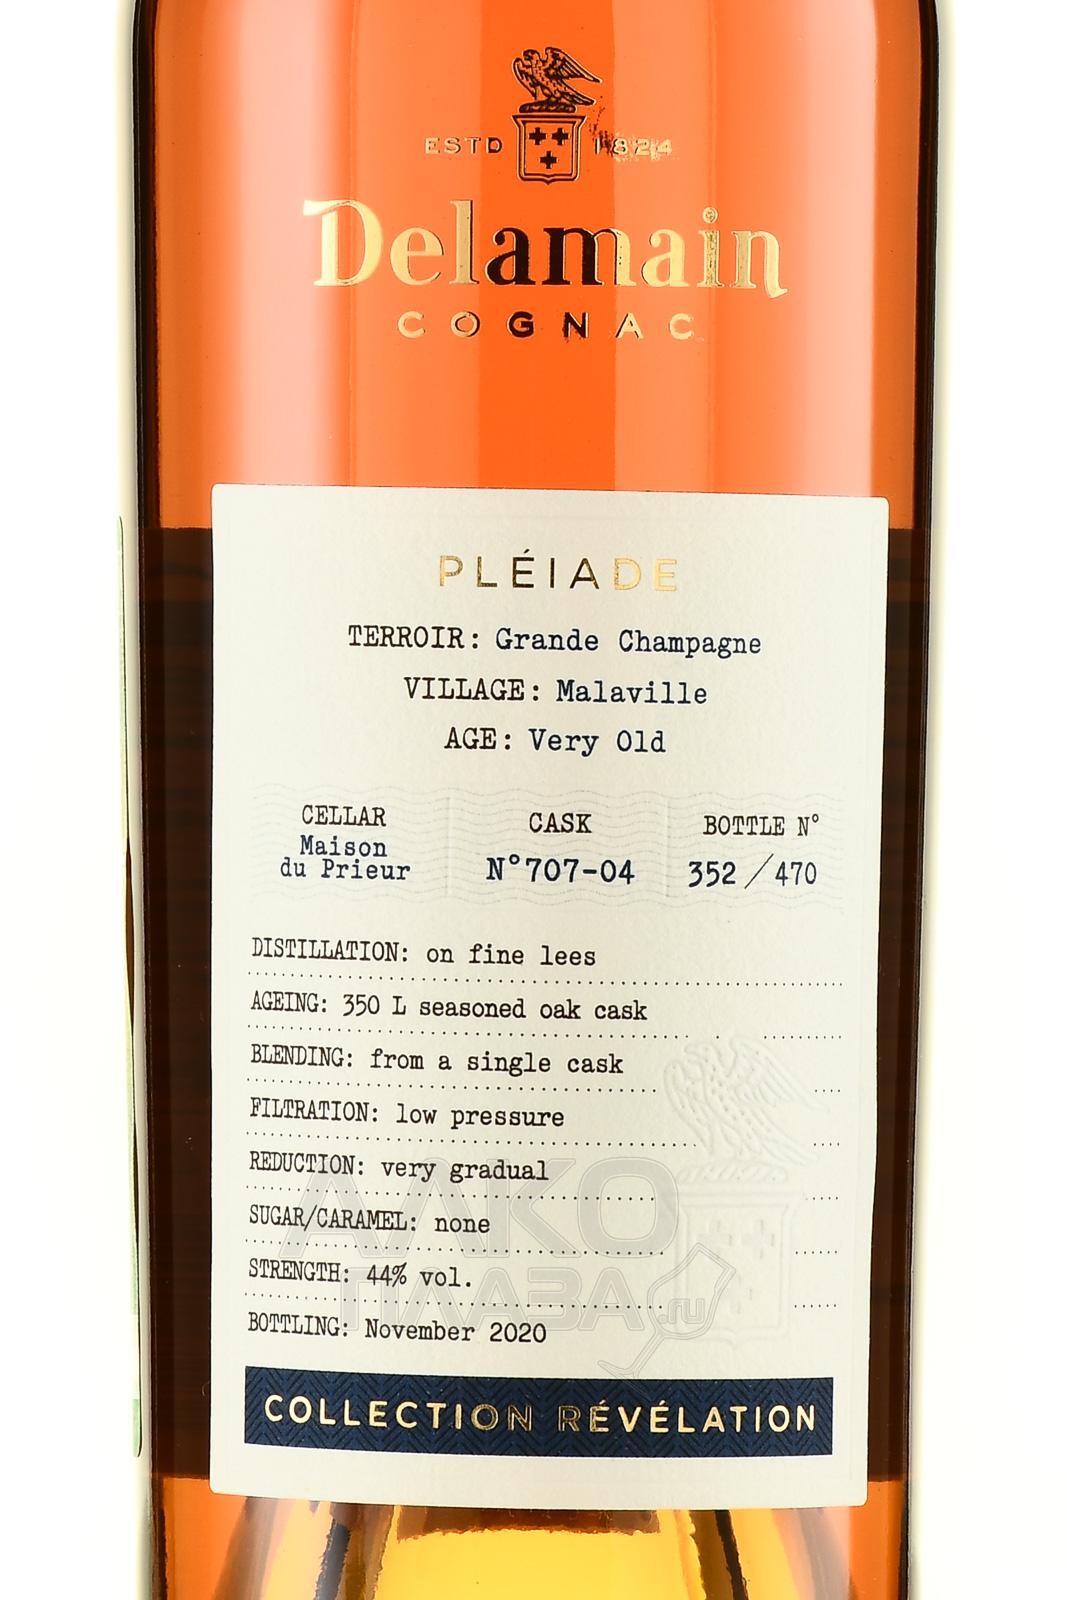 ESTD 1824
Delamain
COGNAC
PLÉIADE
TERROIR: Grande Champagne
VILLAGE: Malaville
AGE: Very Old
CELLAR
Maison
du Prieur
CASK
N°707-04
BOTTLE N°
352 / 470
DISTILLATION: on fine lees
AGEING: 350 L seasoned oak cask
BLENDING: from a single cask
FILTRATION: low pressure
REDUCTION: very gradual
SUGAR/CARAMEL: none
STRENGTH: 44% vol.
BOTTLING: November 2020
АЛКО
ПЛАЗА.ru
COLLECTION RÉVÉLATION